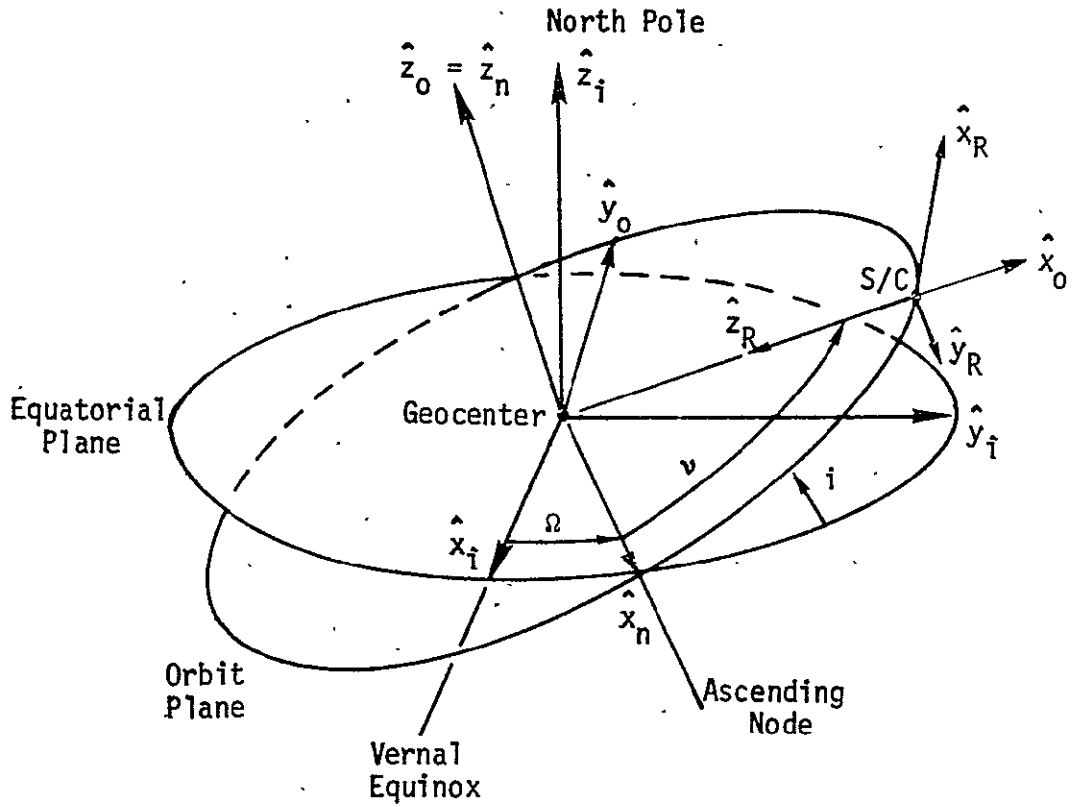 North Pole
ẑ_o = ẑ_n
ẑ_i
x̂_R
ŷ_o
x̂_o
S/C
ẑ_R
ŷ_R
Equatorial
Plane
Geocenter
ŷ_i
ν
i
Ω
x̂_i
x̂_n
Orbit
Plane
Ascending
Node
Vernal
Equinox